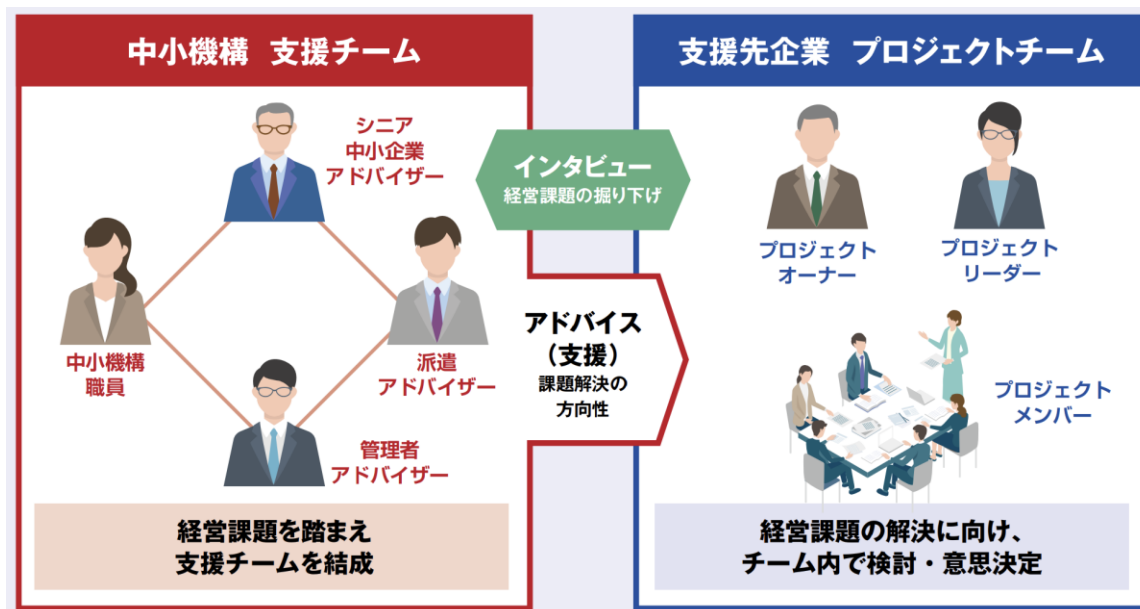 中小機構 支援チーム
シニア
中小企業
アドバイザー
中小機構
職員
派遣
アドバイザー
管理者
アドバイザー
経営課題を踏まえ
支援チームを結成
インタビュー
経営課題の掘り下げ
アドバイス
（支援）
課題解決の
方向性
支援先企業 プロジェクトチーム
プロジェクト
オーナー
プロジェクト
リーダー
プロジェクト
メンバー
経営課題の解決に向け、
チーム内で検討・意思決定